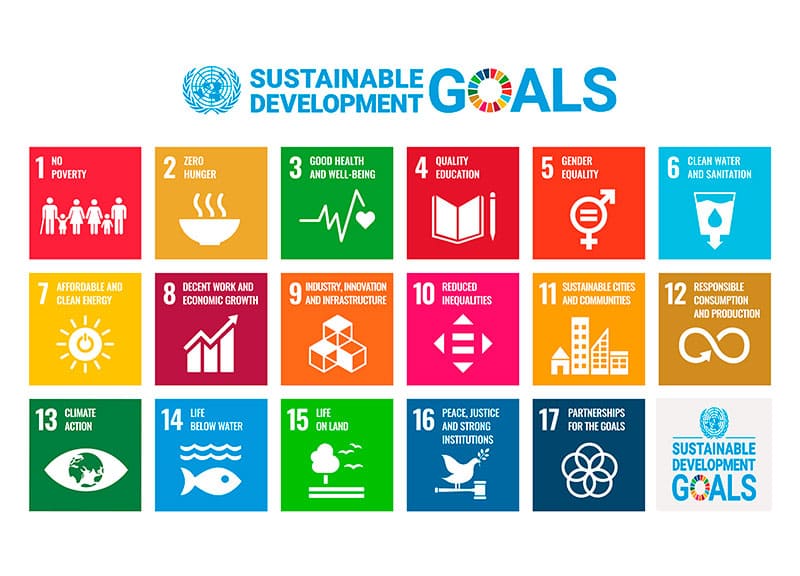 SUSTAINABLE
DEVELOPMENT
GOALS
1 NO
POVERTY
2 ZERO
HUNGER
3 GOOD HEALTH
AND WELL-BEING
4 QUALITY
EDUCATION
5 GENDER
EQUALITY
6 CLEAN WATER
AND SANITATION
7 AFFORDABLE AND
CLEAN ENERGY
8 DECENT WORK AND
ECONOMIC GROWTH
9 INDUSTRY, INNOVATION
AND INFRASTRUCTURE
10 REDUCED
INEQUALITIES
11 SUSTAINABLE CITIES
AND COMMUNITIES
12 RESPONSIBLE
CONSUMPTION
AND PRODUCTION
13 CLIMATE
ACTION
14 LIFE
BELOW WATER
15 LIFE
ON LAND
16 PEACE, JUSTICE
AND STRONG
INSTITUTIONS
17 PARTNERSHIPS
FOR THE GOALS
SUSTAINABLE
DEVELOPMENT
GOALS